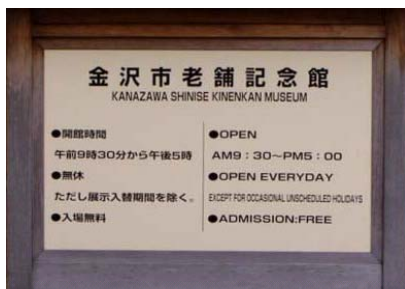 金沢市老舗記念館
KANAZAWA SHINISE KINENKAN MUSEUM
●開館時間
午前9時30分から午後5時
●無休
ただし展示入替期間を除く。
●入場無料
●OPEN
AM9：30～PM5：00
●OPEN EVERYDAY
EXCEPT FOR OCCASIONAL UNSCHEDULED HOLIDAYS
●ADMISSION:FREE